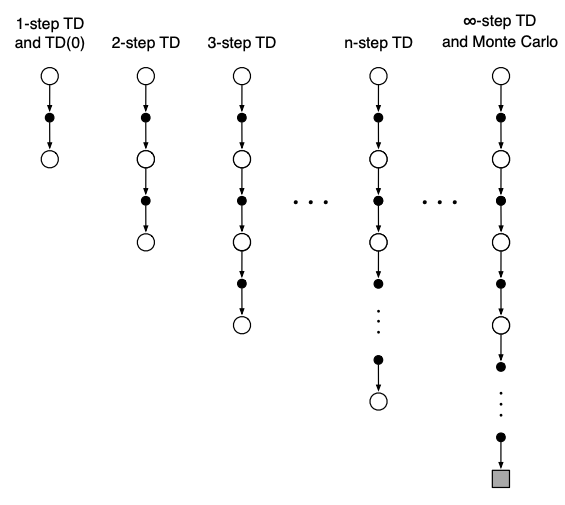 1-step TD
and TD(0)
2-step TD
3-step TD
n-step TD
∞-step TD
and Monte Carlo